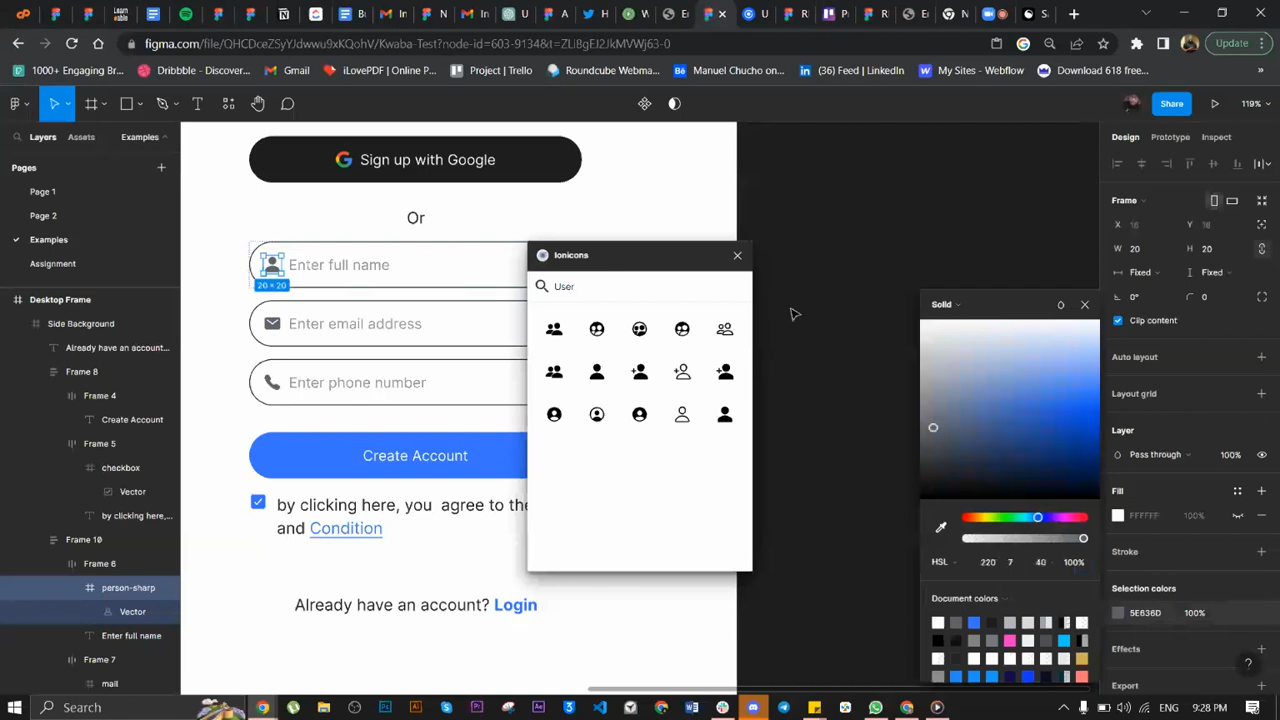 In
U
A
H
W
E
F
U
R
R
F
E
N
In
figma.com/file/QHCDceZSyYJdwwu9xKQohV/Kwaba-Test?node-id=603-9134&t=ZLl8gEJ2JkMVWj63-0
Update
1000+ Engaging Br...
Dribbble - Discover...
Gmail
iLovePDF | Online P...
Project | Trello
Roundcube Webma...
Manuel Chucho on...
(36) Feed | LinkedIn
My Sites - Webflow
Download 618 free...
Share
119%
Layers
Assets
Examples
Design
Prototype
Inspect
Pages
Page 1
Page 2
Examples
Assignment
Desktop Frame
Side Background
Already have an account...
Frame 8
Frame 4
Create Account
Frame 5
checkbox
Vector
by clicking here,...
Frame 10
Frame 6
person-sharp
Vector
Enter full name
Frame 7
mail
Sign up with Google
Or
Enter full name
20 × 20
Enter email address
Enter phone number
Create Account
by clicking here, you agree to the
and Condition
Already have an account? Login
Ionicons
User
Solid
HSL 220 7 40 100%
Document colors
Frame
X 16 Y 16
W 20 H 20
Fixed Fixed
0° 0
Clip content
Auto layout
Layout grid
Layer
Pass through 100%
Fill
FFFFFF 100%
Stroke
Selection colors
5E636D 100%
Effects
Export
?
Search
9:28 PM